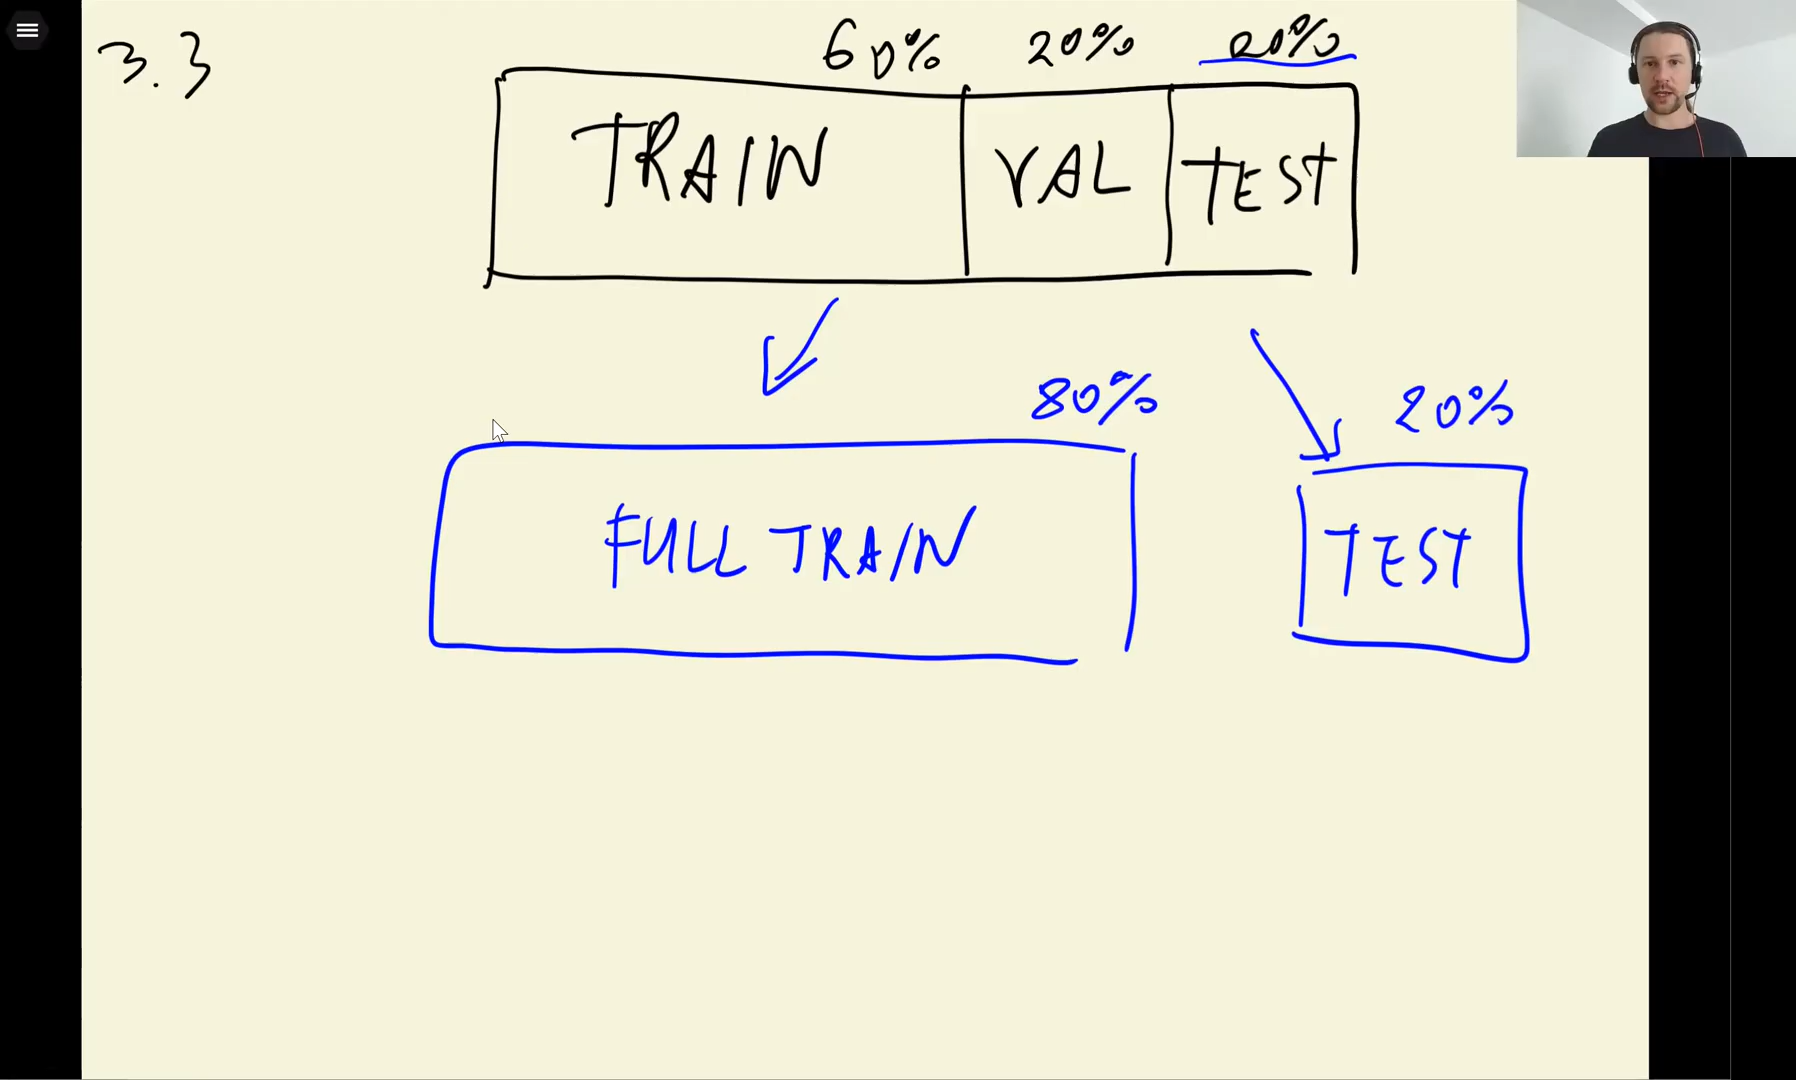 3.3
60% 20% 20%
TRAIN VAL TEST
80% 20%
FULL TRAIN TEST